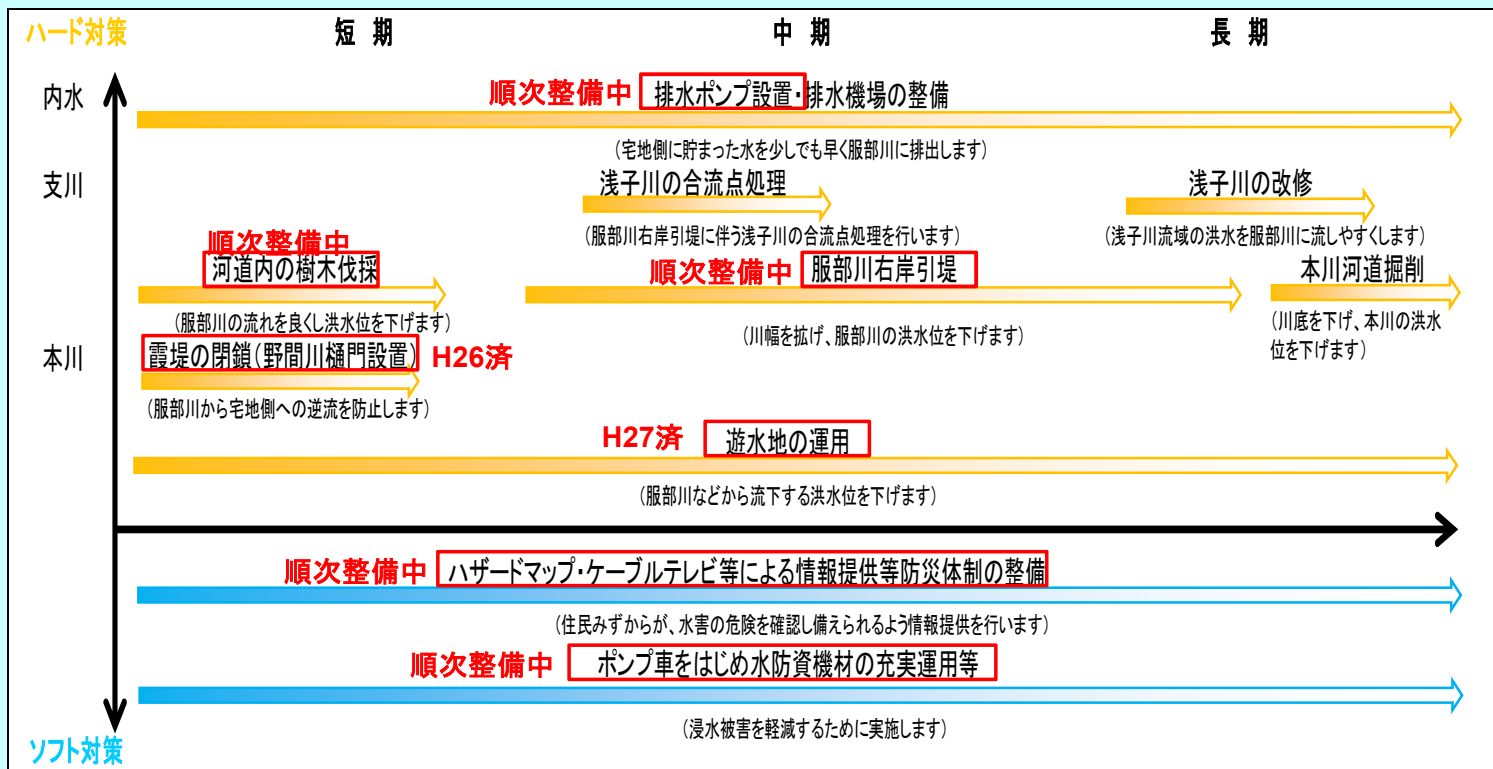 ハード対策 短 期 中 期 長 期
内水
順次整備中 排水ポンプ設置・排水機場の整備
(宅地側に貯まった水を少しでも早く服部川に排出します)
支川
浅子川の合流点処理 浅子川の改修
(服部川右岸引堤に伴う浅子川の合流点処理を行います) (浅子川流域の洪水を服部川に流しやすくします)
順次整備中
河道内の樹木伐採 順次整備中 服部川右岸引堤 本川河道掘削
(服部川の流れを良くし洪水位を下げます) (川幅を拡げ、服部川の洪水位を下げます) (川底を下げ、本川の洪水
位を下げます)
本川
霞堤の閉鎖(野間川樋門設置) H26済
(服部川から宅地側への逆流を防止します)
H27済 遊水地の運用
(服部川などから流下する洪水位を下げます)
順次整備中 ハザードマップ・ケーブルテレビ等による情報提供等防災体制の整備
(住民みずからが、水害の危険を確認し備えられるよう情報提供を行います)
順次整備中 ポンプ車をはじめ水防資機材の充実運用等
(浸水被害を軽減するために実施します)
ソフト対策